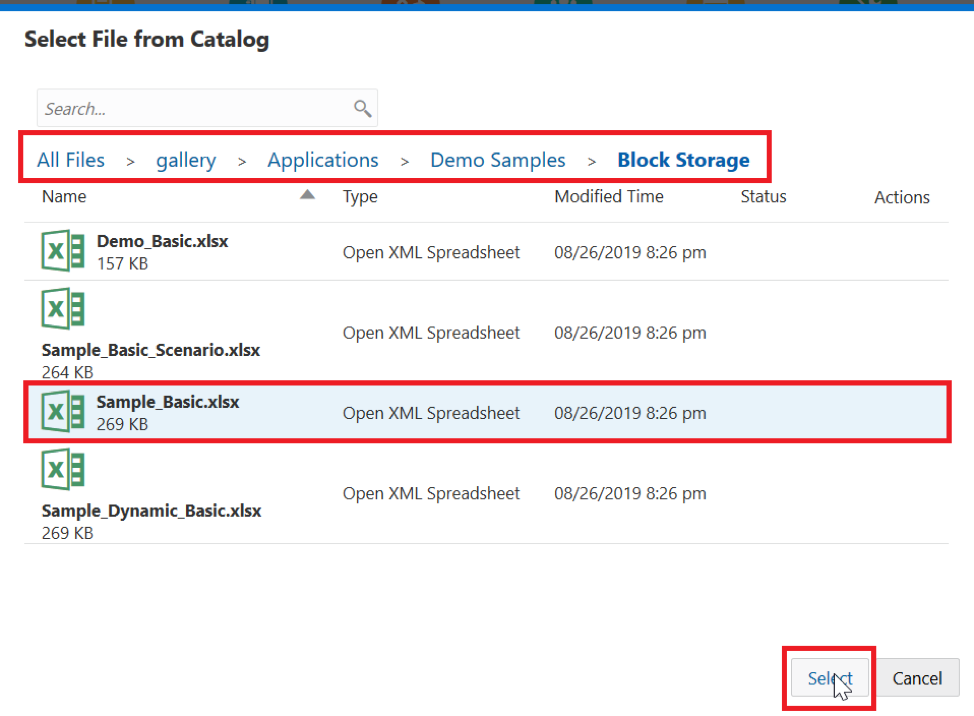 Select File from Catalog
Search...
All Files > gallery > Applications > Demo Samples > Block Storage
Name Type Modified Time Status Actions
Demo_Basic.xlsx
157 KB
Open XML Spreadsheet 08/26/2019 8:26 pm
Sample_Basic_Scenario.xlsx
264 KB
Open XML Spreadsheet 08/26/2019 8:26 pm
Sample_Basic.xlsx
269 KB
Open XML Spreadsheet 08/26/2019 8:26 pm
Sample_Dynamic_Basic.xlsx
269 KB
Open XML Spreadsheet 08/26/2019 8:26 pm
Select Cancel